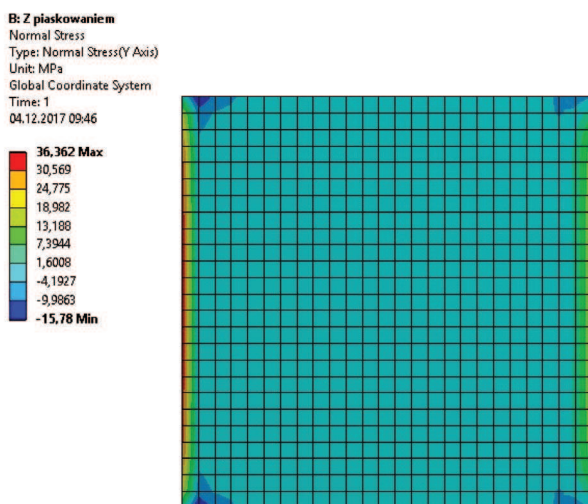 B: Z piaskowaniem
Normal Stress
Type: Normal Stress(Y Axis)
Unit: MPa
Global Coordinate System
Time: 1
04.12.2017 09:46
36,362 Max
30,569
24,775
18,982
13,188
7,3944
1,6008
-4,1927
-9,9863
-15,78 Min